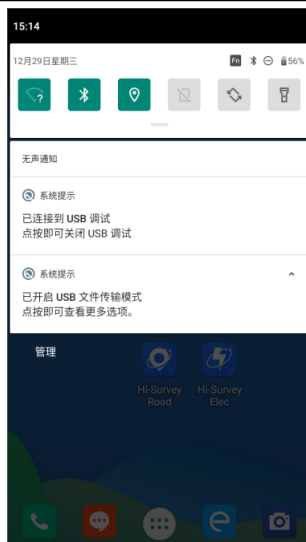 15:14
12月29日星期三
Fn
56%
?
无声通知
系统提示
已连接到 USB 调试
点按即可关闭 USB 调试
系统提示
已开启 USB 文件传输模式
点按即可查看更多选项。
管理
Hi-Survey Road
Hi-Survey Elec